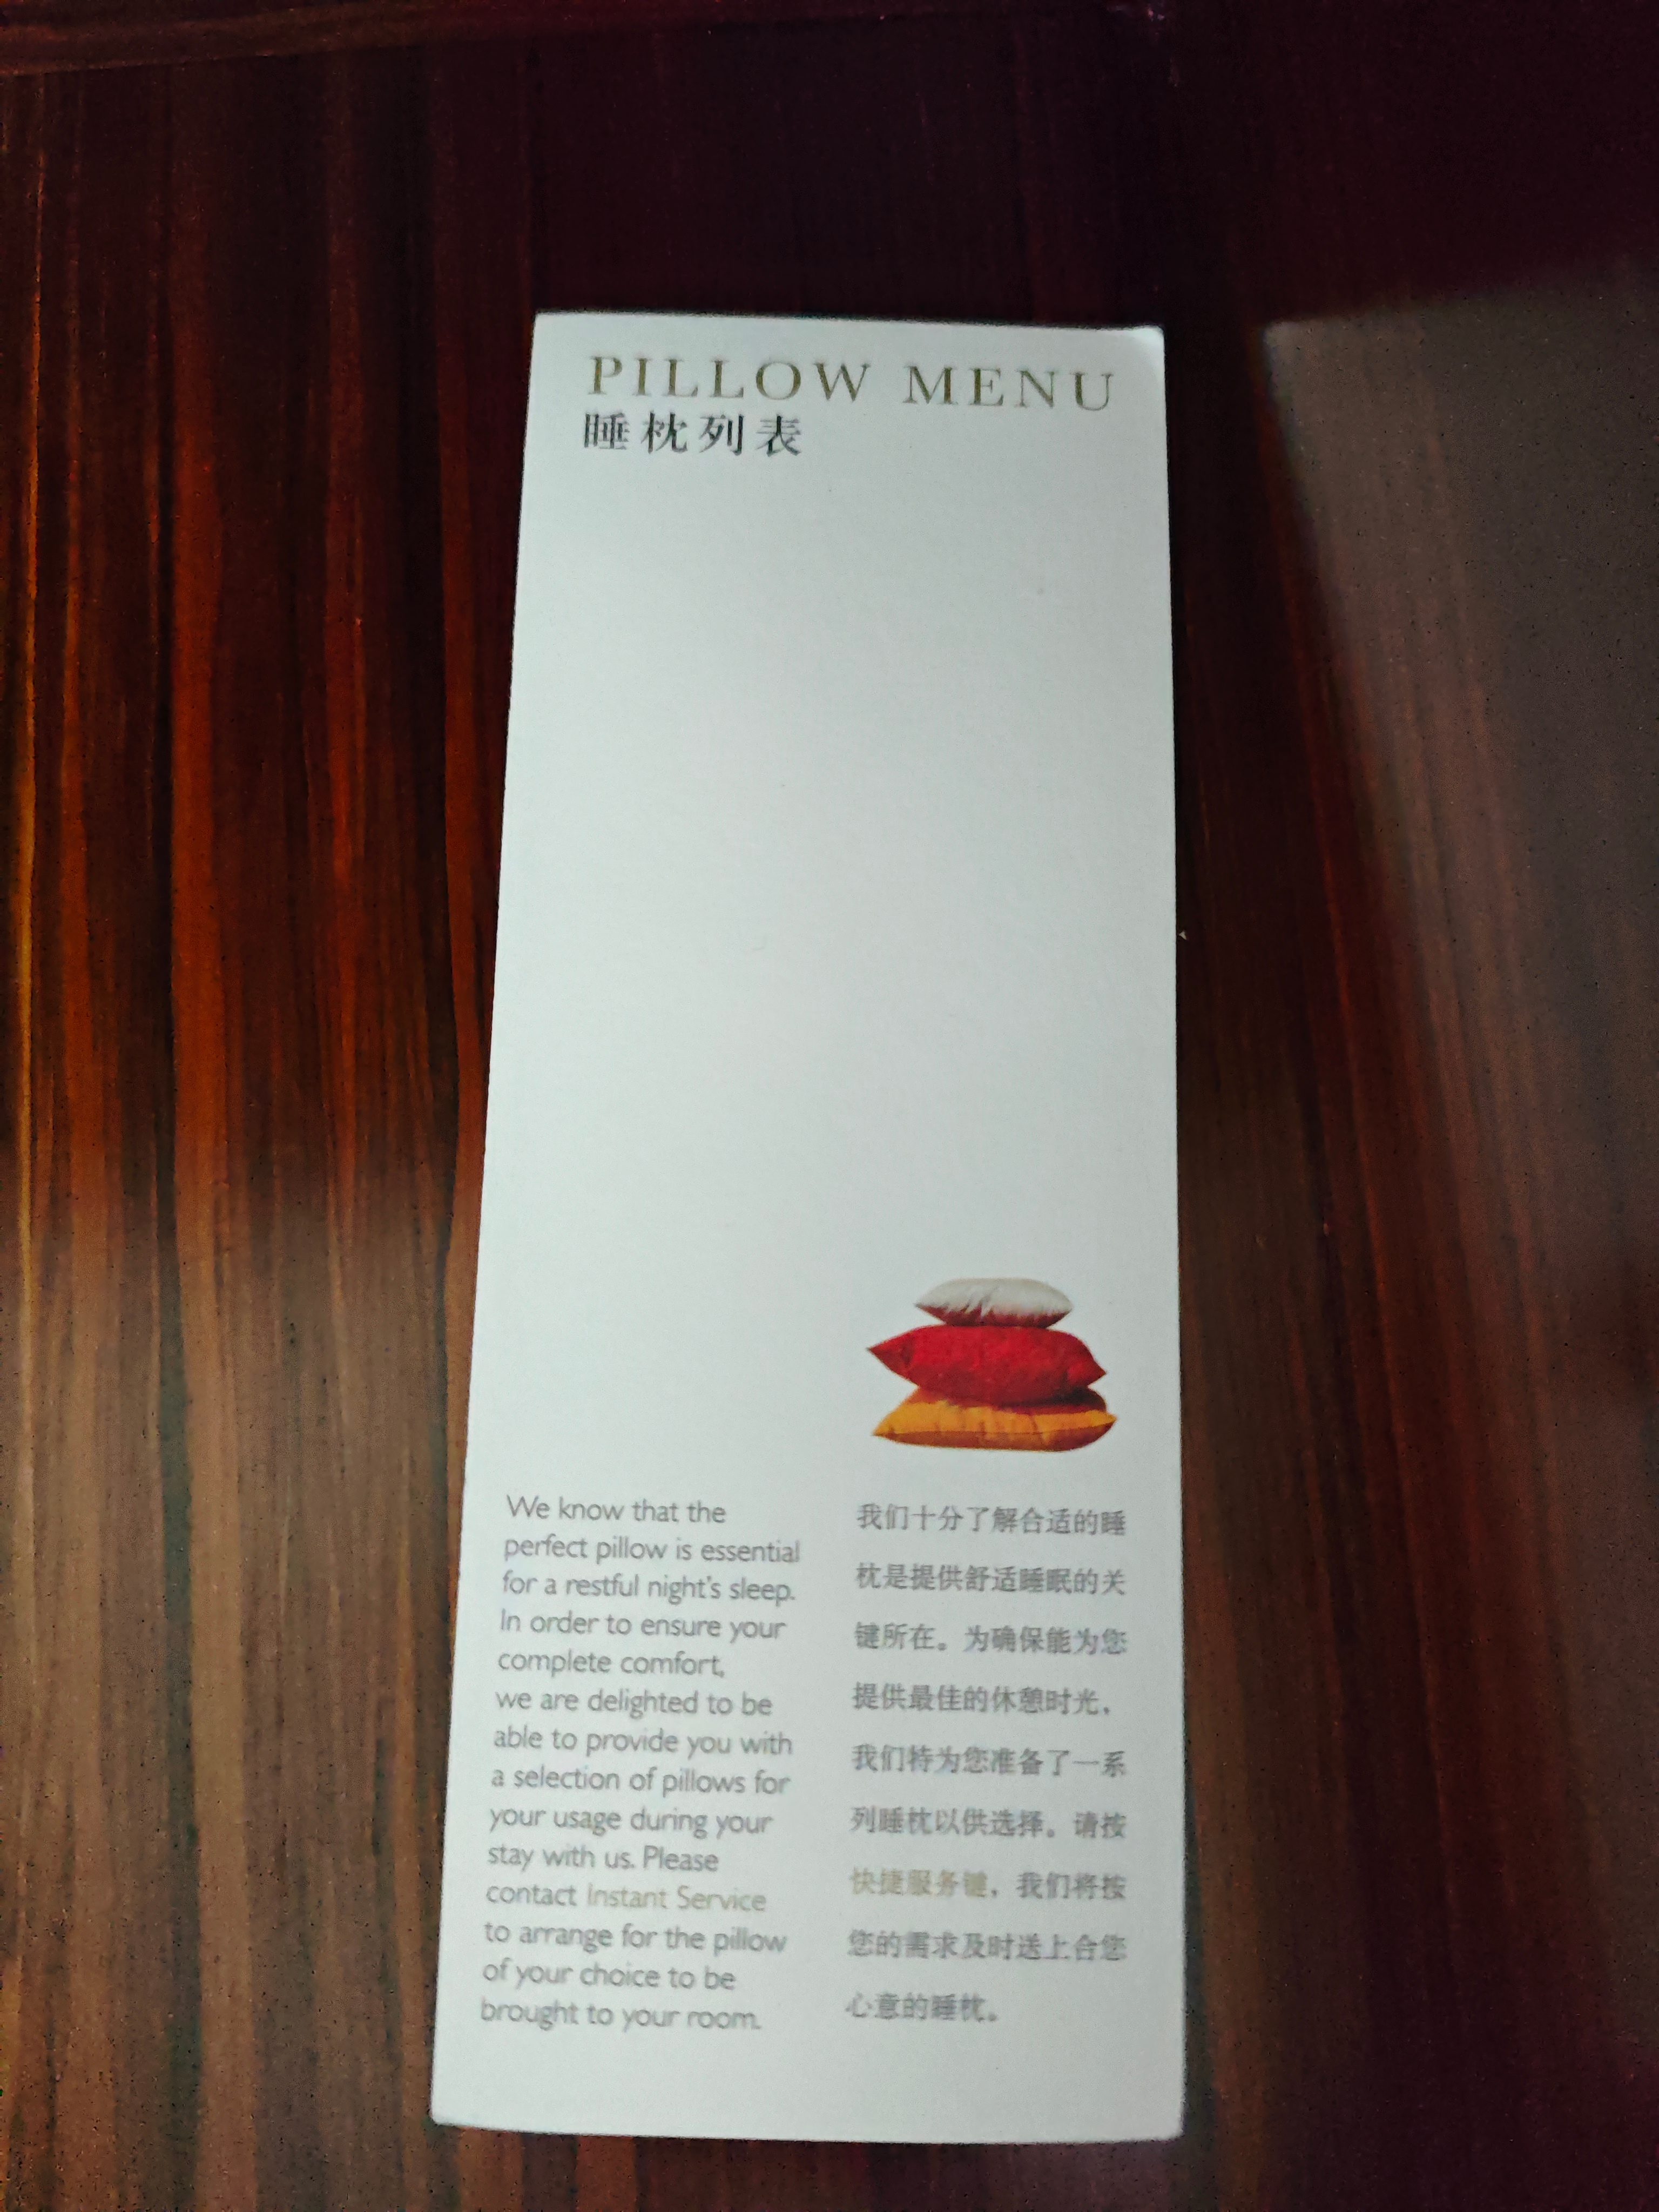 PILLOW MENU
睡枕列表
We know that the
perfect pillow is essential
for a restful night's sleep.
In order to ensure your
complete comfort,
we are delighted to be
able to provide you with
a selection of pillows for
your usage during your
stay with us. Please
contact Instant Service
to arrange for the pillow
of your choice to be
brought to your room.
我们十分了解合适的睡
枕是提供舒适睡眠的关
键所在。为确保能为您
提供最佳的休憩时光，
我们特为您准备了一系
列睡枕以供选择。请按
快捷服务键，我们将按
您的需求及时送上合您
心意的睡枕。